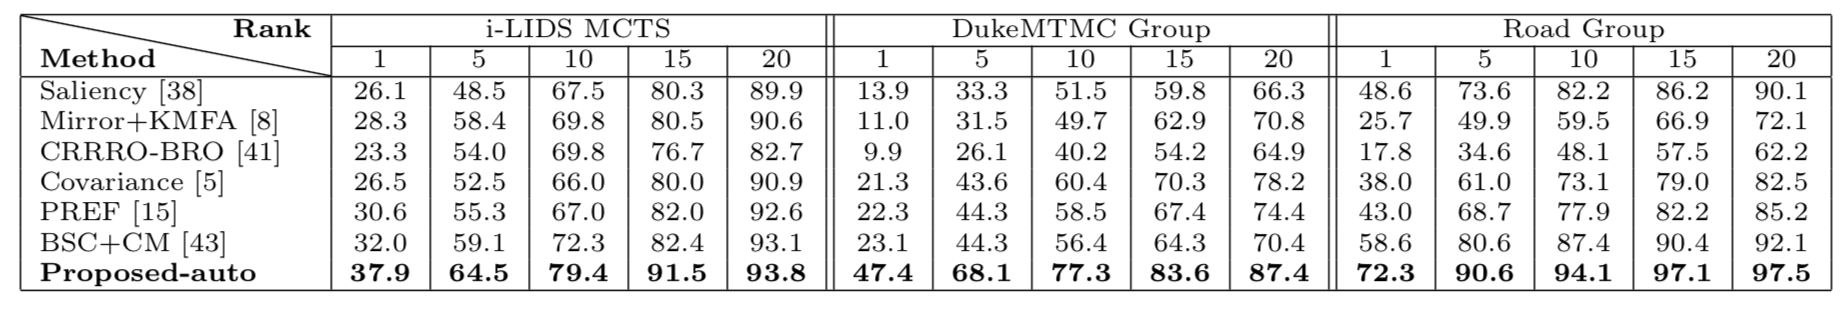 Rank i-LIDS MCTS DukeMTMC Group Road Group
Method 1 5 10 15 20 1 5 10 15 20 1 5 10 15 20
Saliency [38] 26.1 48.5 67.5 80.3 89.9 13.9 33.3 51.5 59.8 66.3 48.6 73.6 82.2 86.2 90.1
Mirror+KMFA [8] 28.3 58.4 69.8 80.5 90.6 11.0 31.5 49.7 62.9 70.8 25.7 49.9 59.5 66.9 72.1
CRRRO-BRO [41] 23.3 54.0 69.8 76.7 82.7 9.9 26.1 40.2 54.2 64.9 17.8 34.6 48.1 57.5 62.2
Covariance [5] 26.5 52.5 66.0 80.0 90.9 21.3 43.6 60.4 70.3 78.2 38.0 61.0 73.1 79.0 82.5
PREF [15] 30.6 55.3 67.0 82.0 92.6 22.3 44.3 58.5 67.4 74.4 43.0 68.7 77.9 82.2 85.2
BSC+CM [43] 32.0 59.1 72.3 82.4 93.1 23.1 44.3 56.4 64.3 70.4 58.6 80.6 87.4 90.4 92.1
Proposed-auto 37.9 64.5 79.4 91.5 93.8 47.4 68.1 77.3 83.6 87.4 72.3 90.6 94.1 97.1 97.5